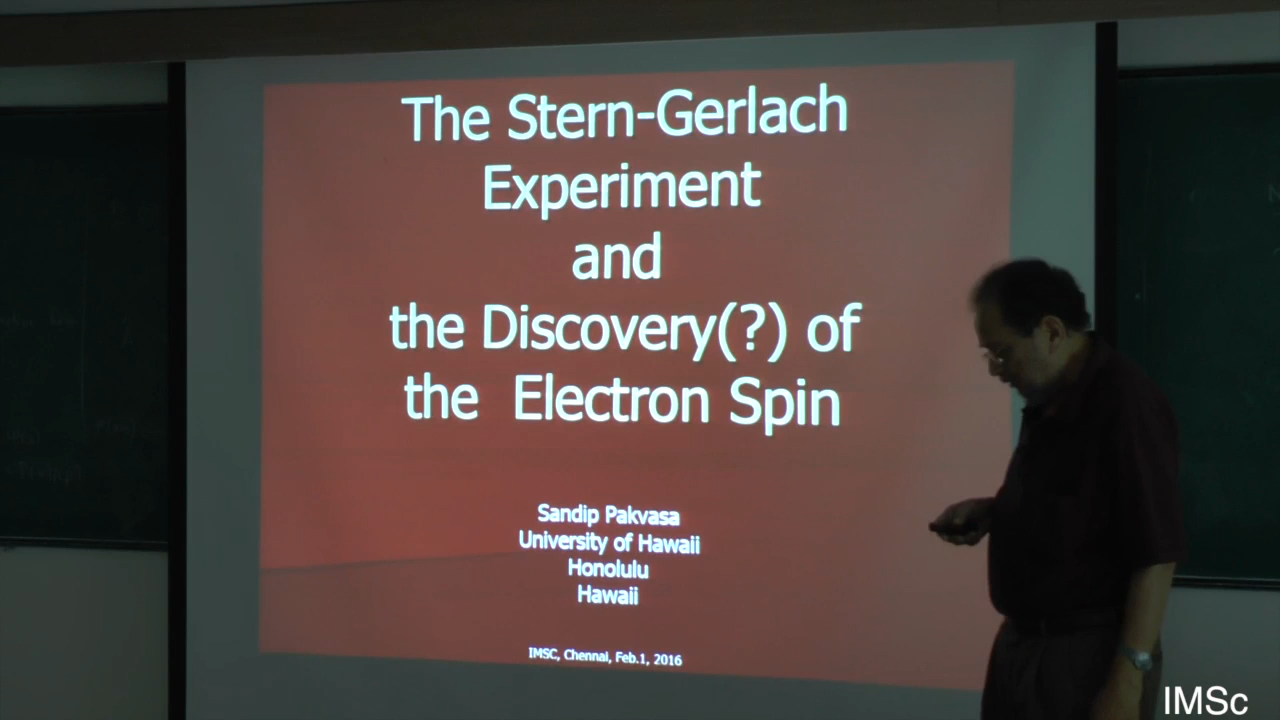 The Stern-Gerlach
Experiment
and
the Discovery(?) of
the Electron Spin
Sandip Pakvasa
University of Hawaii
Honolulu
Hawaii
IMSC, Chennai, Feb.1, 2016
IMSc